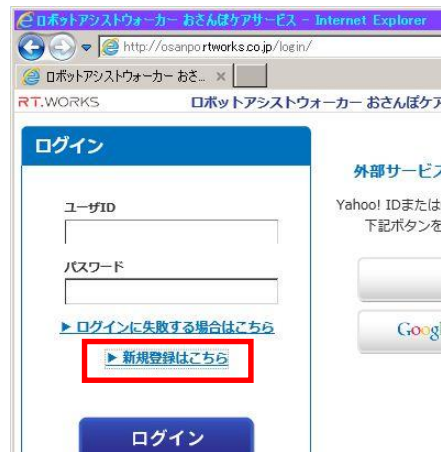 ロボットアシストウォーカー おさんぽケアサービス - Internet Explorer
http://osanpo.rtworks.co.jp/login/
ロボットアシストウォーカー おさ... ×
RT.WORKS ロボットアシストウォーカー おさんぽケア
ログイン
外部サービス
Yahoo! IDまたは
下記ボタンを
ユーザID
パスワード
▶ ログインに失敗する場合はこちら
▶ 新規登録はこちら
Googl
ログイン